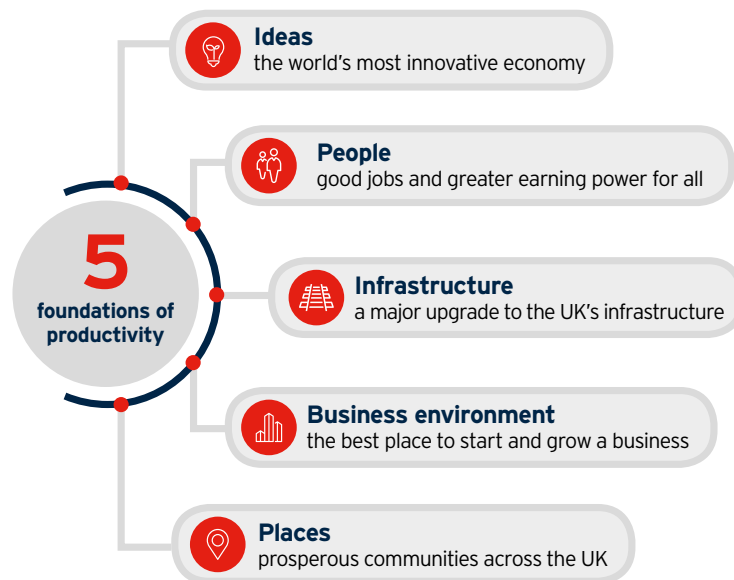 Ideas
the world's most innovative economy
People
good jobs and greater earning power for all
5
foundations of
productivity
Infrastructure
a major upgrade to the UK's infrastructure
Business environment
the best place to start and grow a business
Places
prosperous communities across the UK